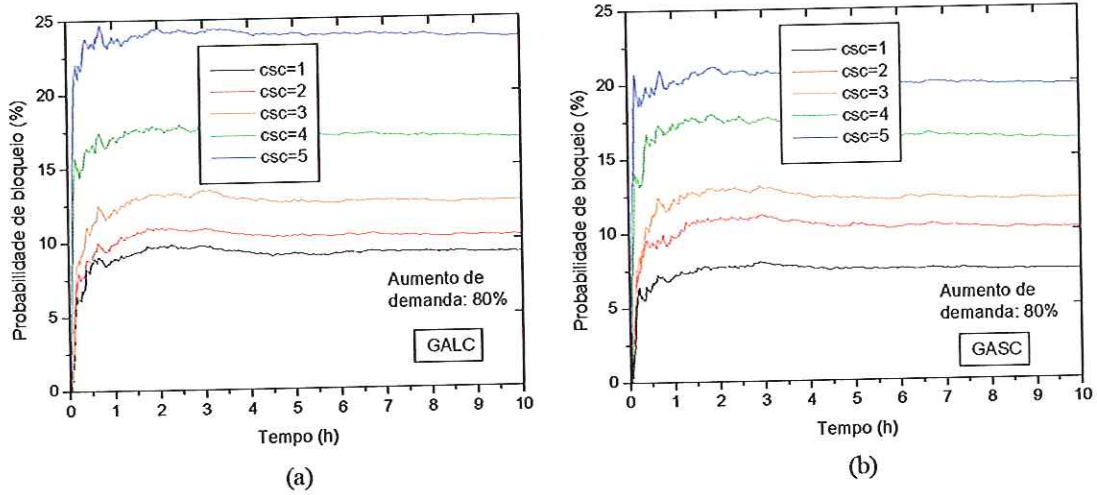 25
20
15
10
5
0
Probabilidade de bloqueio (%)
csc=1
csc=2
csc=3
csc=4
csc=5
Aumento de
demanda: 80%
GALC
0 1 2 3 4 5 6 7 8 9 10
Tempo (h)
(a)
25
20
15
10
5
0
Probabilidade de bloqueio (%)
csc=1
csc=2
csc=3
csc=4
csc=5
Aumento de
demanda: 80%
GASC
0 1 2 3 4 5 6 7 8 9 10
Tempo (h)
(b)